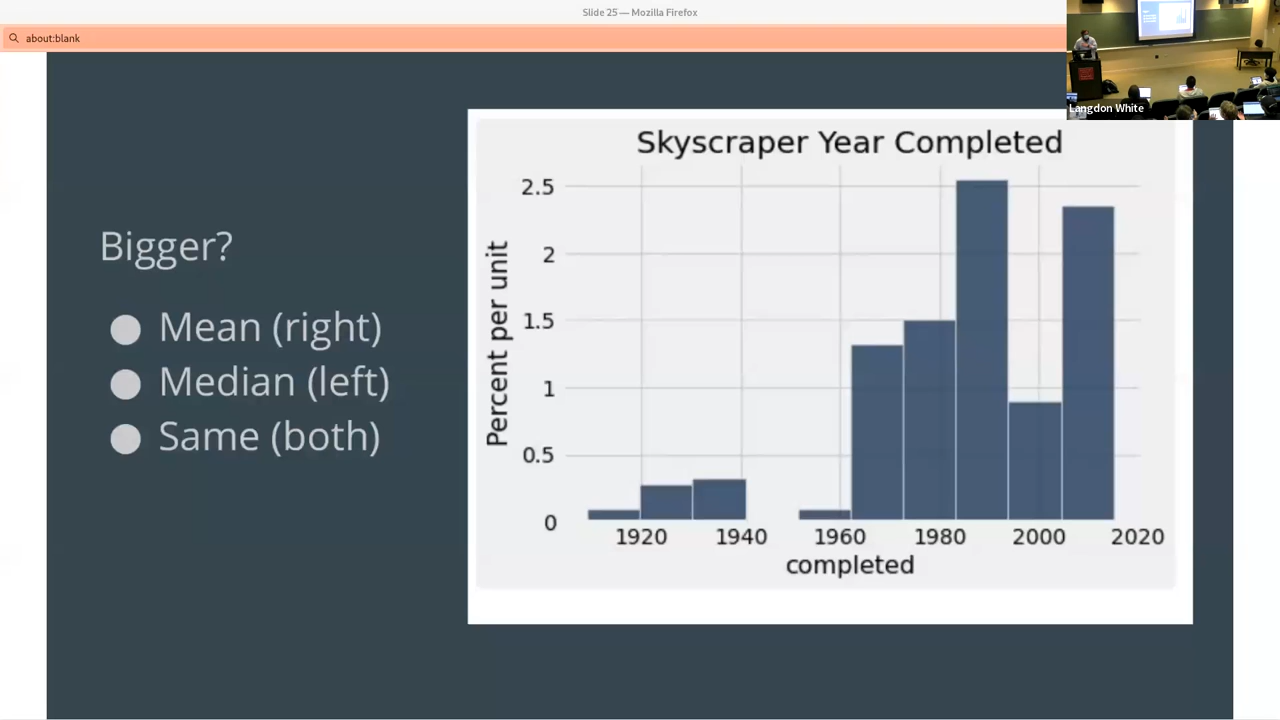 Slide 25 — Mozilla Firefox
about:blank
Langdon White
Bigger?
● Mean (right)
● Median (left)
● Same (both)
Skyscraper Year Completed
Percent per unit
2.5
2
1.5
1
0.5
0
1920 1940 1960 1980 2000 2020
completed